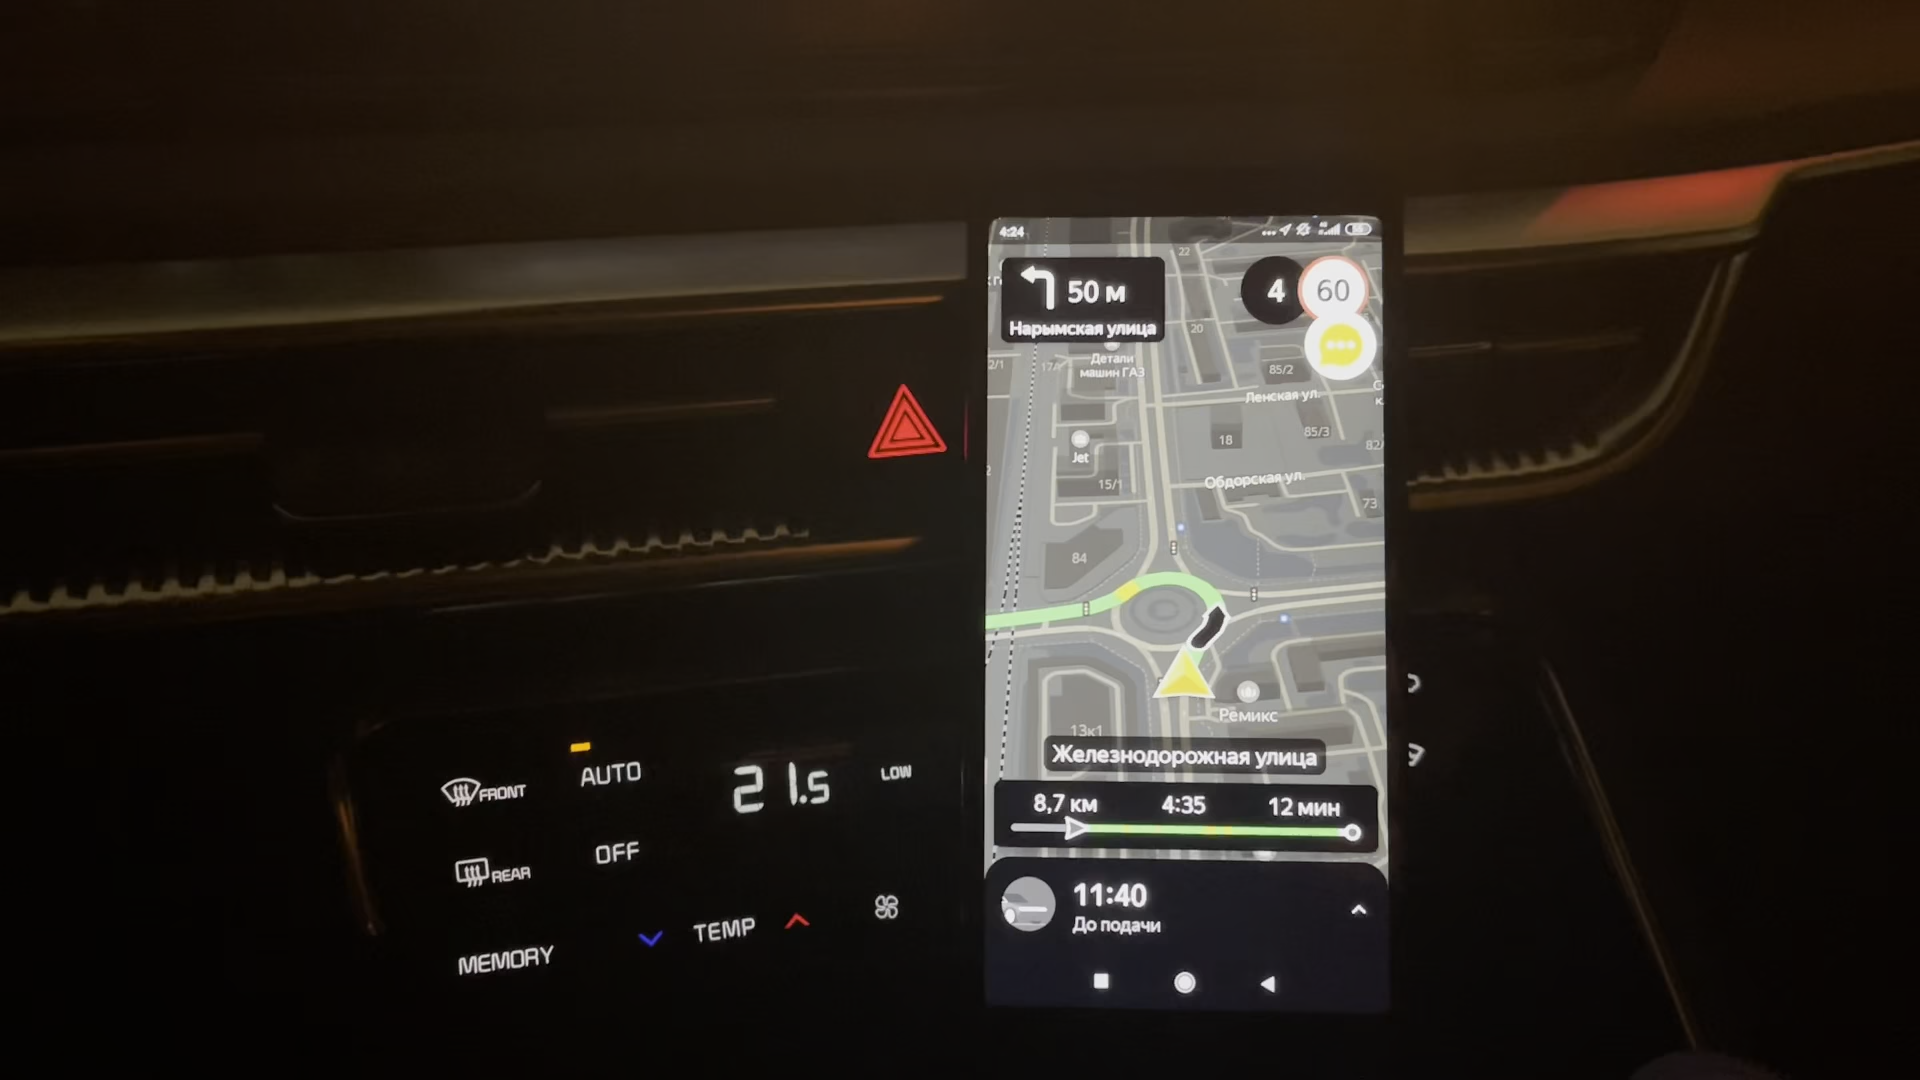 FRONT
AUTO
21.5
LOW
REAR
OFF
MEMORY
TEMP
4:24
50 м
Нарымская улица
4
60
22
20
Детали
машин ГАЗ
85/2
Ленская ул.
18
85/3
Jet
15/1
Обдорская ул.
73
84
Ремикс
13к1
Железнодорожная улица
8,7 км
4:35
12 мин
11:40
До подачи